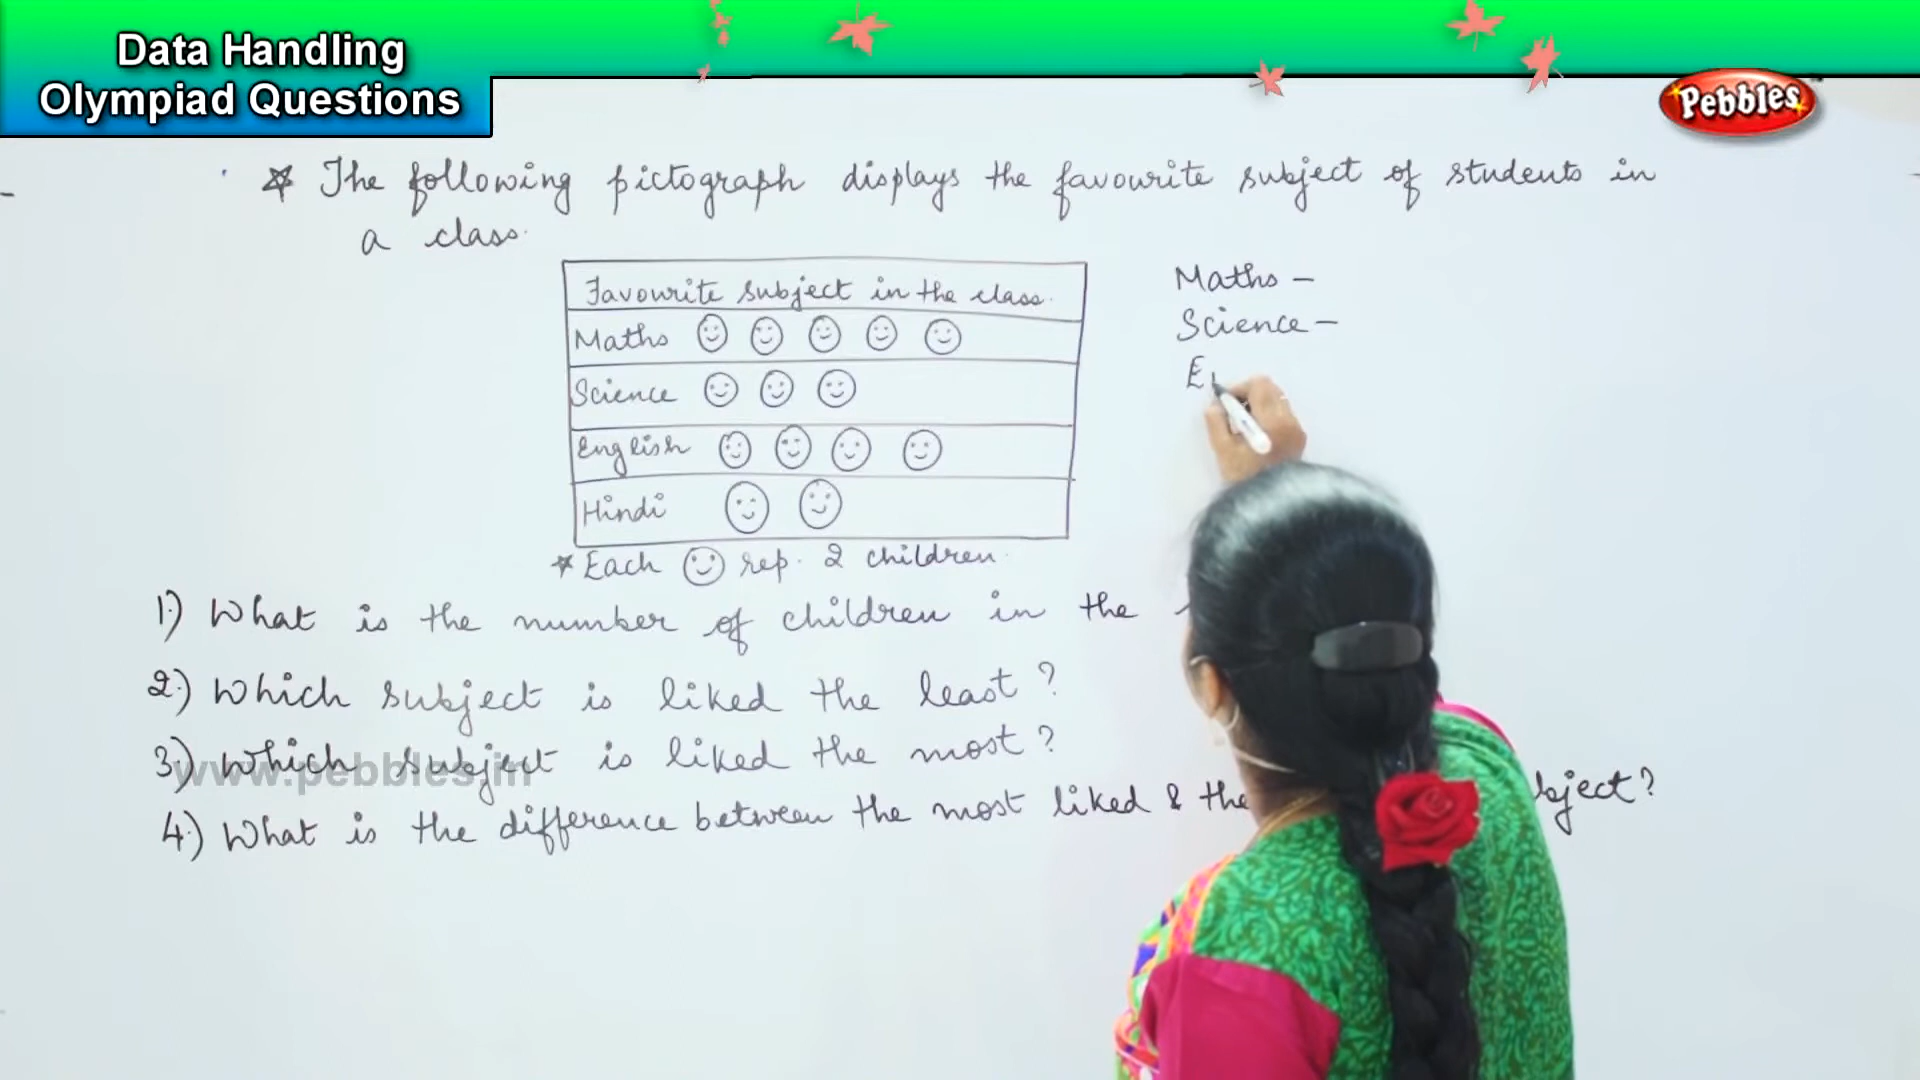 Data Handling
Olympiad Questions
Pebbles
☆ The following pictograph displays the favourite subject of students in
a class.
Favourite subject in the class.
Maths
Science
English
Hindi
☆ Each ☺ rep. 2 children.
Maths -
Science -
E
1) What is the number of children in the
2) Which subject is liked the least?
3) Which subject is liked the most?
www.pebbles.in
4) What is the difference between the most liked & the bject?